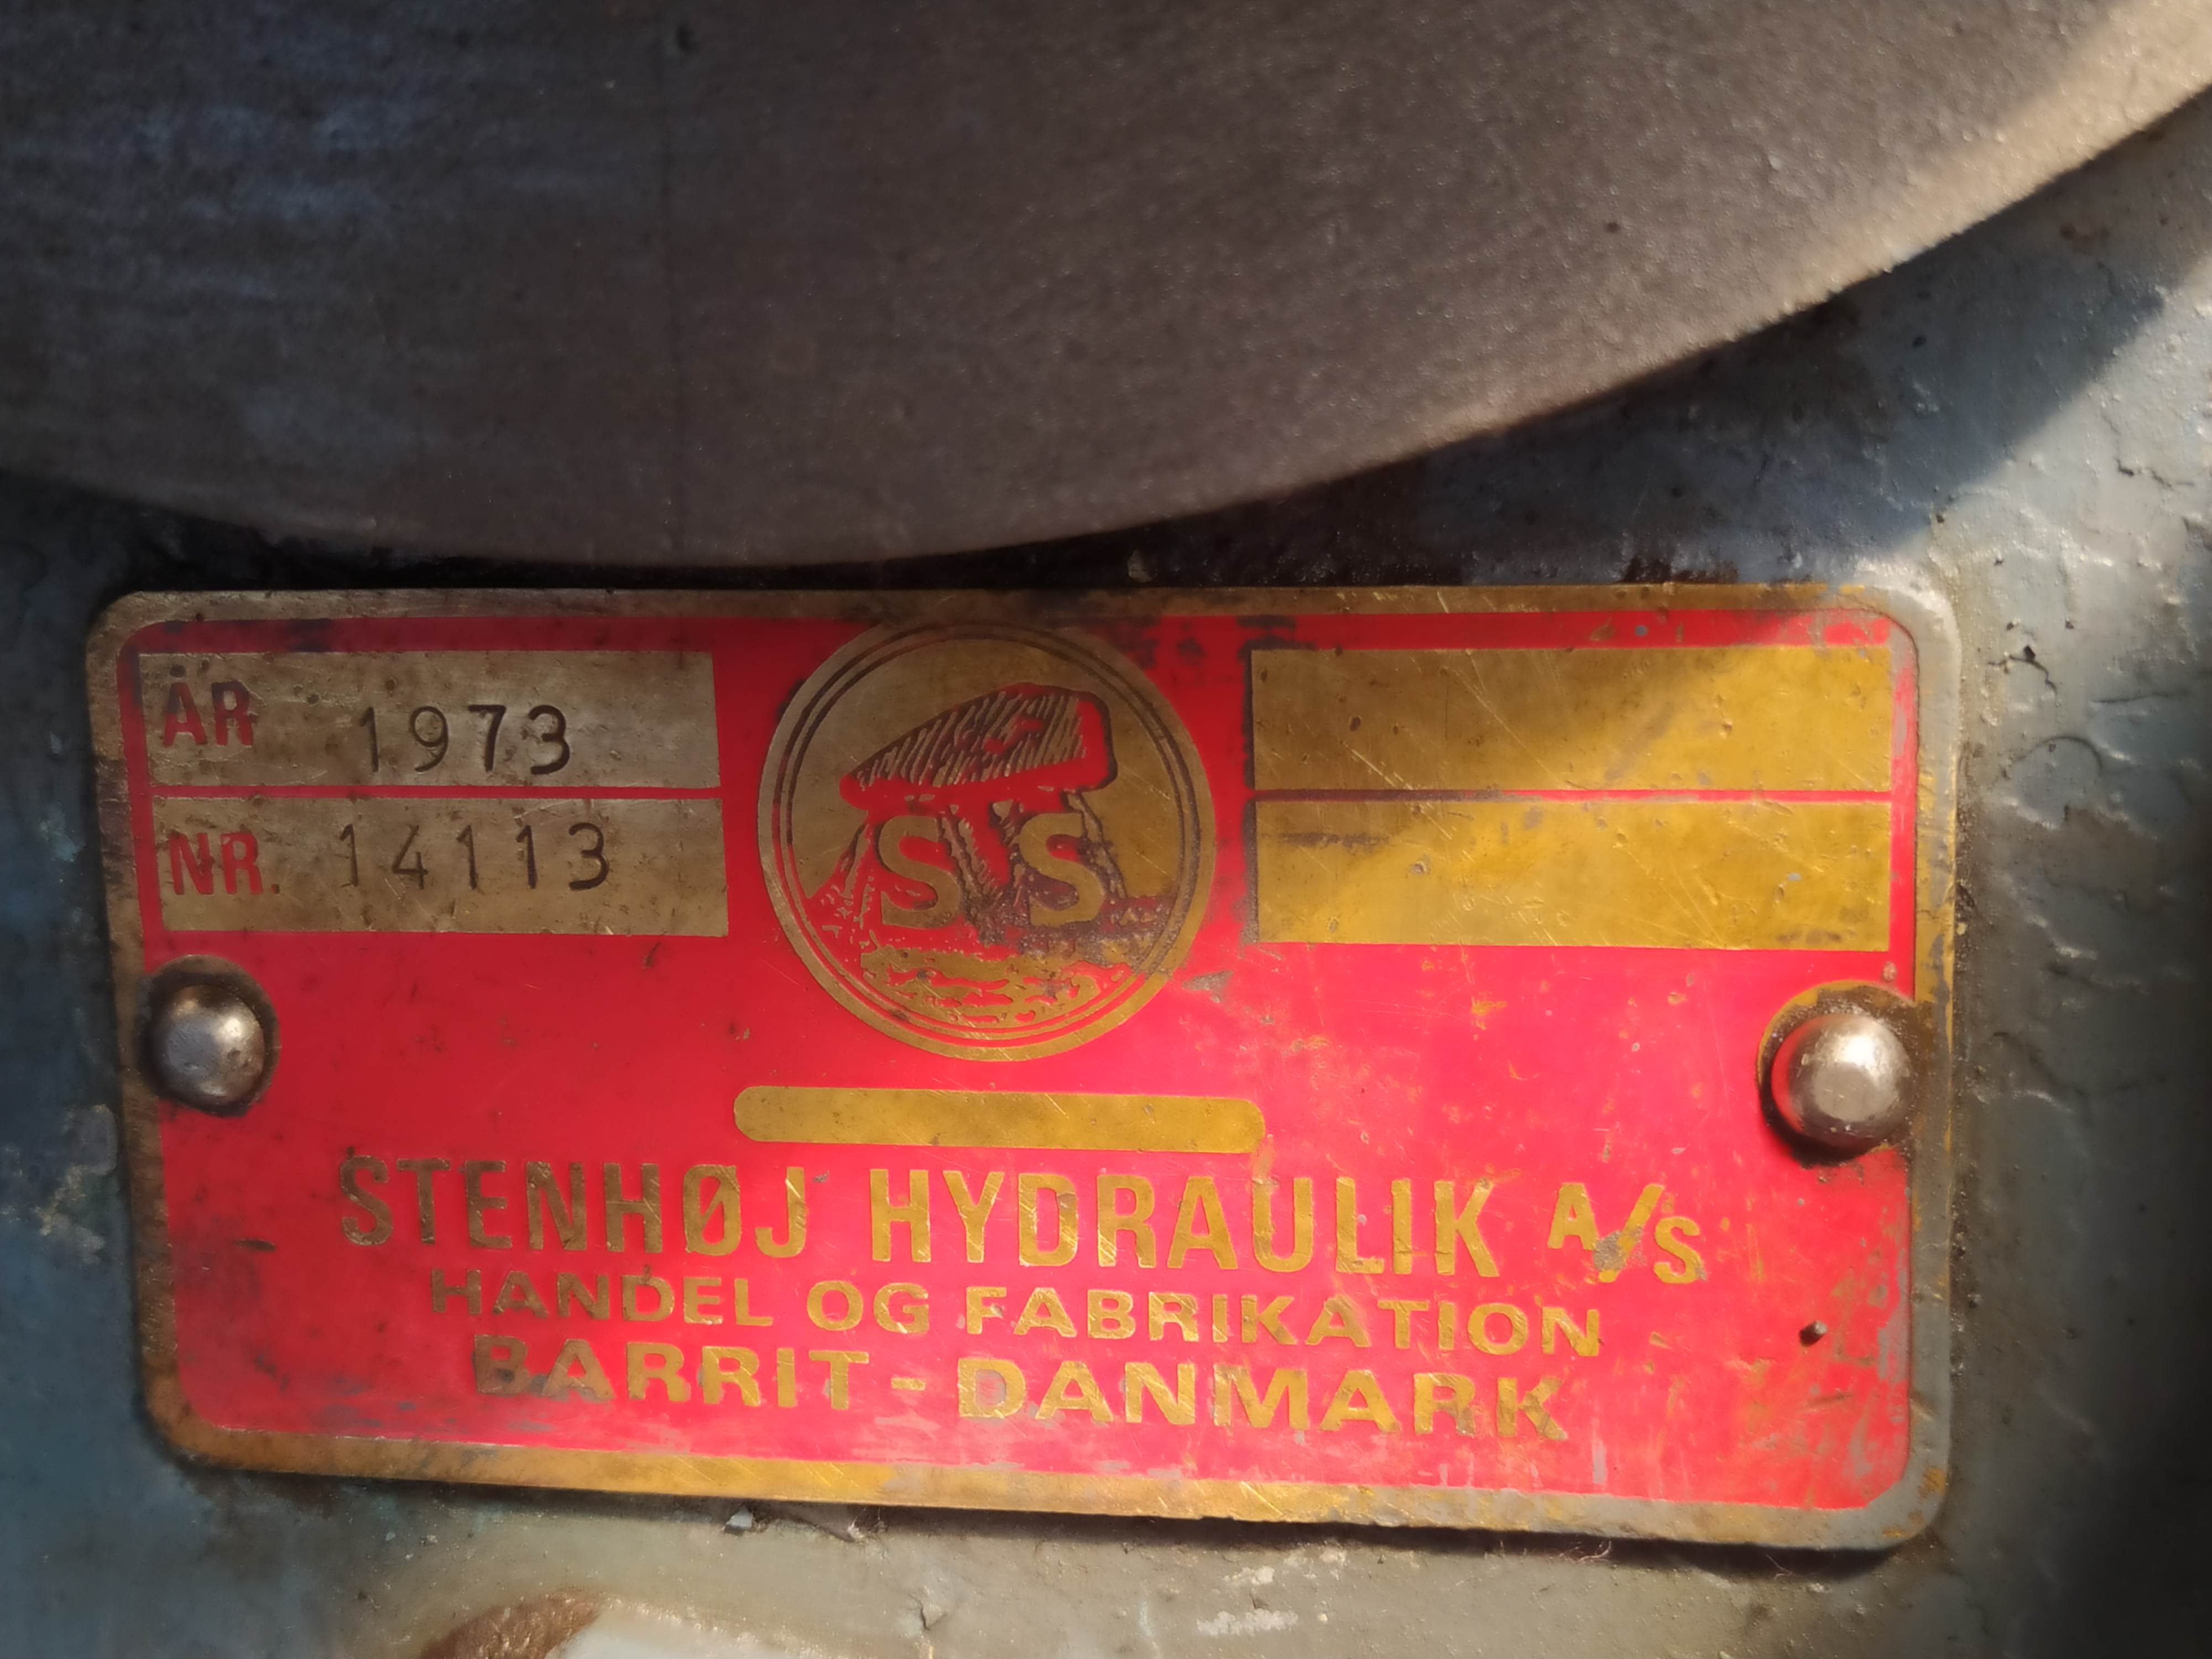 ÅR 1973
NR. 14113
SS
STENHØJ HYDRAULIK A/S
HANDEL OG FABRIKATION
BARRIT - DANMARK